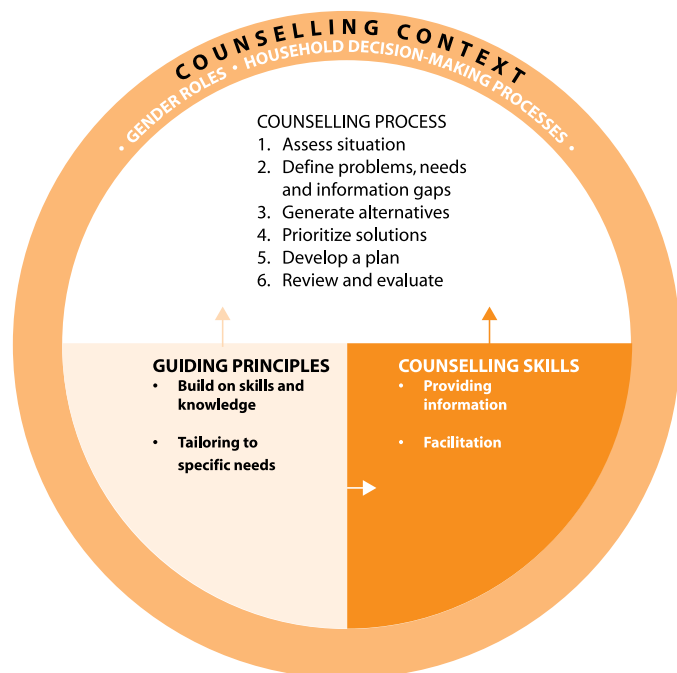 COUNSELLING CONTEXT
• GENDER ROLES • HOUSEHOLD DECISION-MAKING PROCESSES •
COUNSELLING PROCESS
1. Assess situation
2. Define problems, needs
and information gaps
3. Generate alternatives
4. Prioritize solutions
5. Develop a plan
6. Review and evaluate
GUIDING PRINCIPLES
• Build on skills and
knowledge
• Tailoring to
specific needs
COUNSELLING SKILLS
• Providing
information
• Facilitation